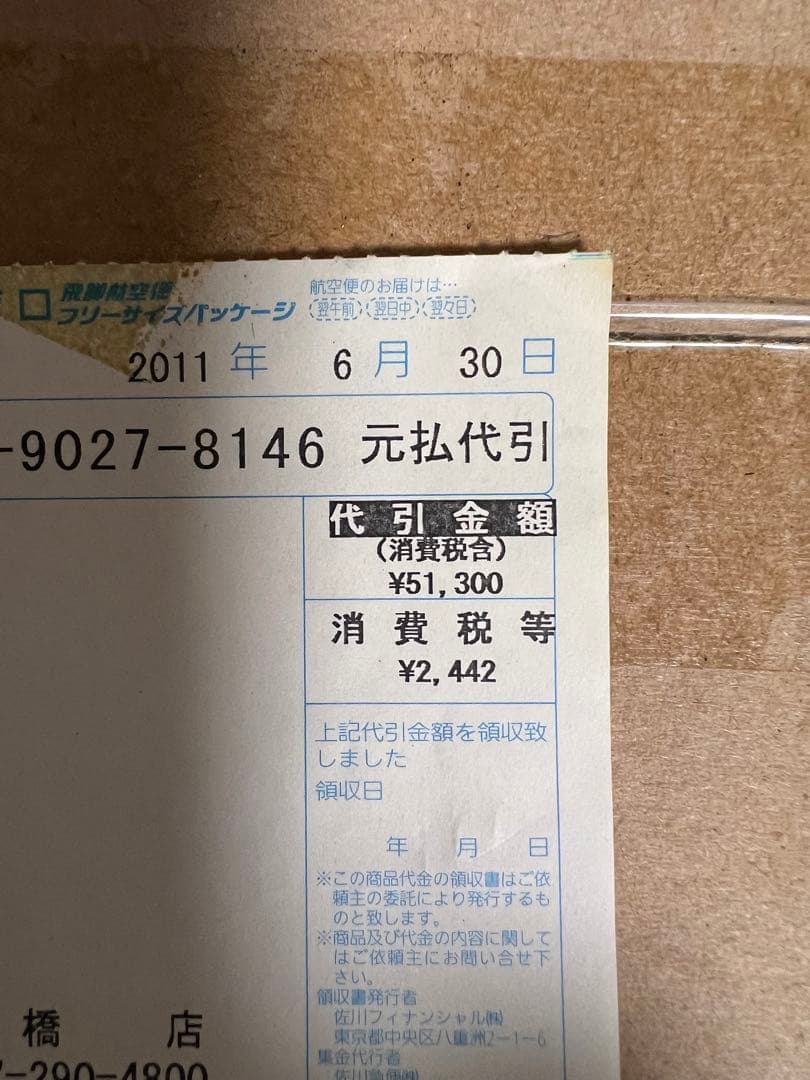 飛脚航空便
フリーサイズパッケージ
航空便のお届けは…
翌午前 翌日中 翌々日
2011 年 6 月 30 日
-9027-8146 元払代引
代引金額
(消費税含)
¥51,300
消費税等
¥2,442
上記代引金額を領収致
しました
領収日
年 月 日
※この商品代金の領収書はご依
頼主の委託により発行するも
のと致します。
※商品及び代金の内容に関して
はご依頼主にお問い合せ下
さい。
領収書発行者
佐川フィナンシャル㈱
東京都中央区八重洲2-1-6
集金代行者
佐川急便㈱
橋 店
-290-4800